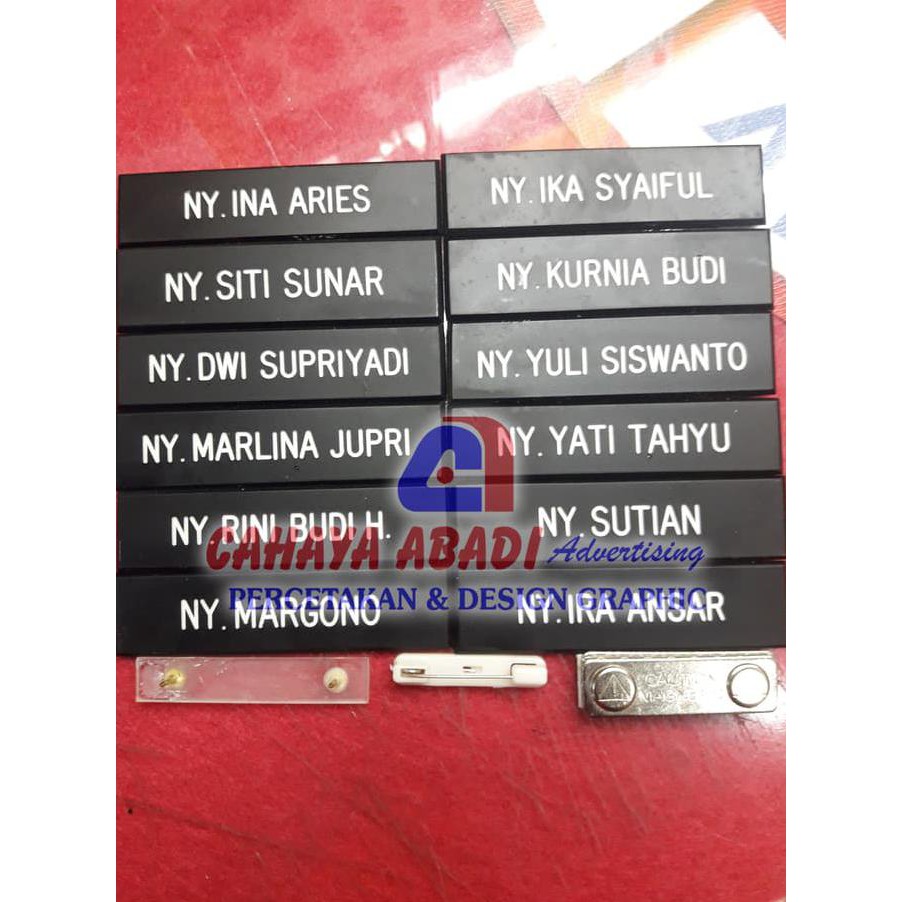 NY. INA ARIES
NY. IKA SYAIFUL
NY. SITI SUNAR
NY. KURNIA BUDI
NY. DWI SUPRIYADI
NY. YULI SISWANTO
NY. MARLINA JUPRI
NY. YATI TAHYU
NY. RINI BUDI H.
NY. SUTIAN
CAHAYA ABADI Advertising
PERCETAKAN & DESIGN GRAPHIC
NY. MARGONO
NY. IRA ANSAR